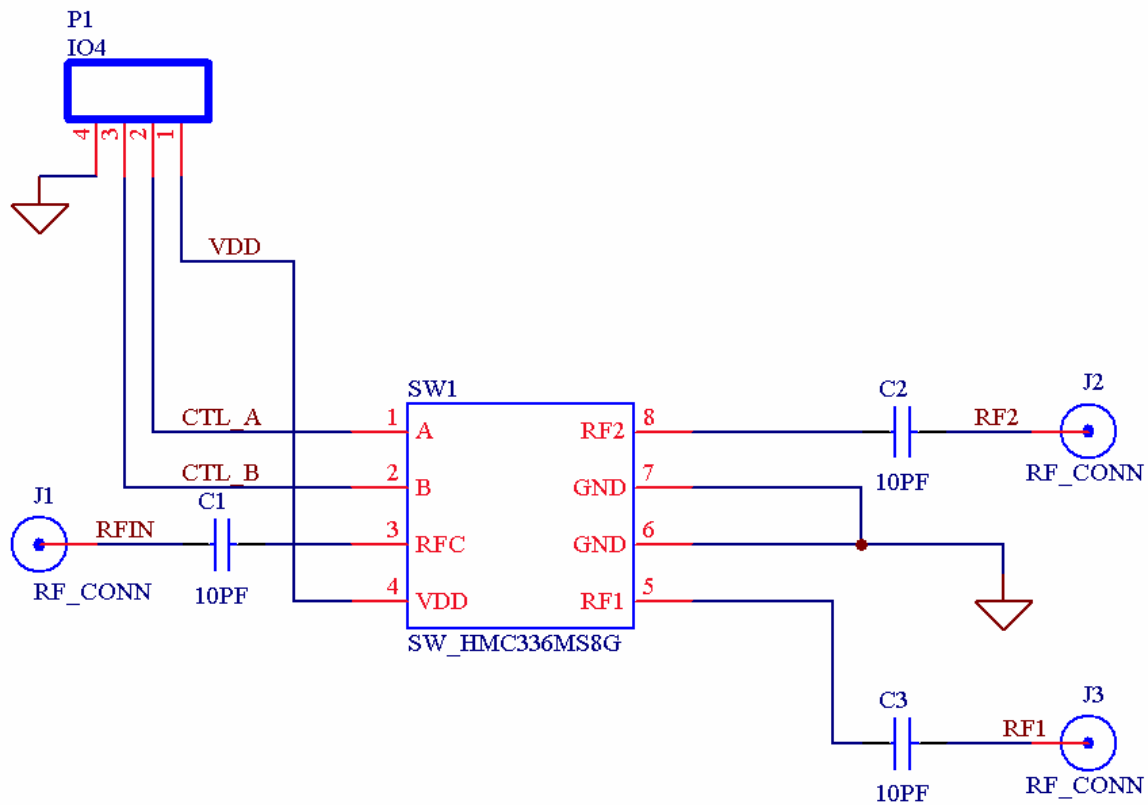 P1
IO4
4
3
2
1
VDD
SW1
CTL_A
1
A
RF2
8
C2
10PF
RF2
J2
RF_CONN
CTL_B
2
B
GND
7
J1
RFIN
RF_CONN
C1
10PF
3
RFC
GND
6
4
VDD
RF1
5
SW_HMC336MS8G
C3
10PF
RF1
J3
RF_CONN